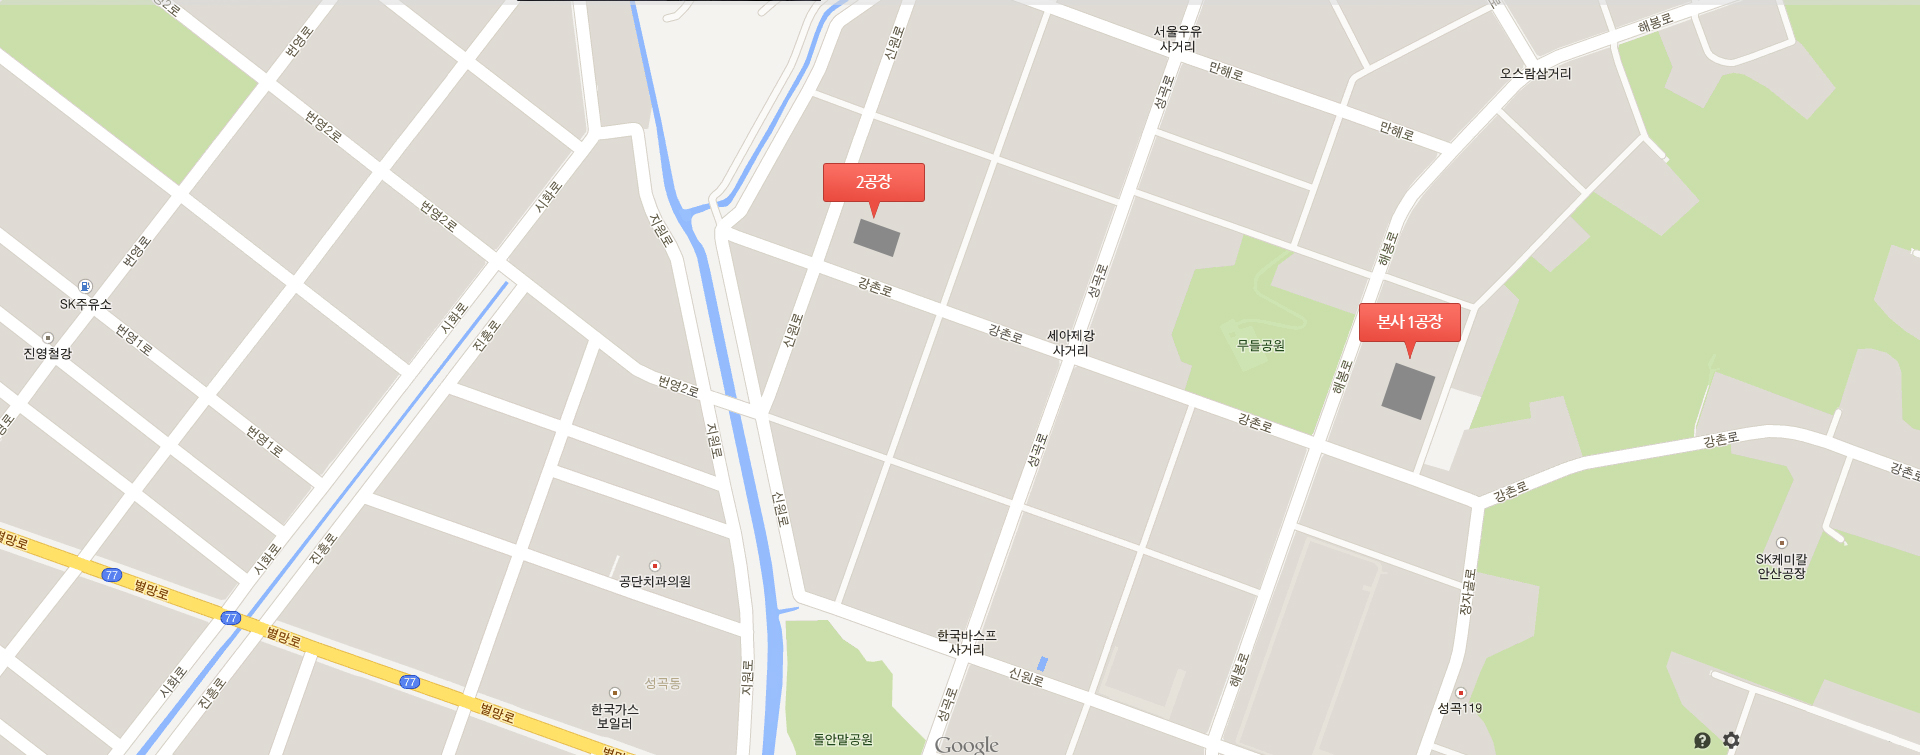 번영2로
번영로
신원로
서울우유
사거리
해봉로
만해로
오스람삼거리
성곡로
번영2로
만해로
2공장
시화로
번영2로
지원로
번영로
해봉로
강촌로
성곡로
SK주유소
시화로
진흥로
본사 1공장
번영1로
신원로
강촌로
세아제강
사거리
무들공원
진영철강
해봉로
번영2로
강촌로
번영1로
지원로
성곡로
강촌로
강촌로
강촌로
신원로
별망로
시화로
진흥로
77
별망로
공단치과의원
SK케미칼
안산공장
장자골로
77
별망로
한국바스프
사거리
시화로
진흥로
77
성곡동
지원로
신원로
해봉로
한국가스
보일러
별망로
성곡로
성곡119
돌안말공원
Google